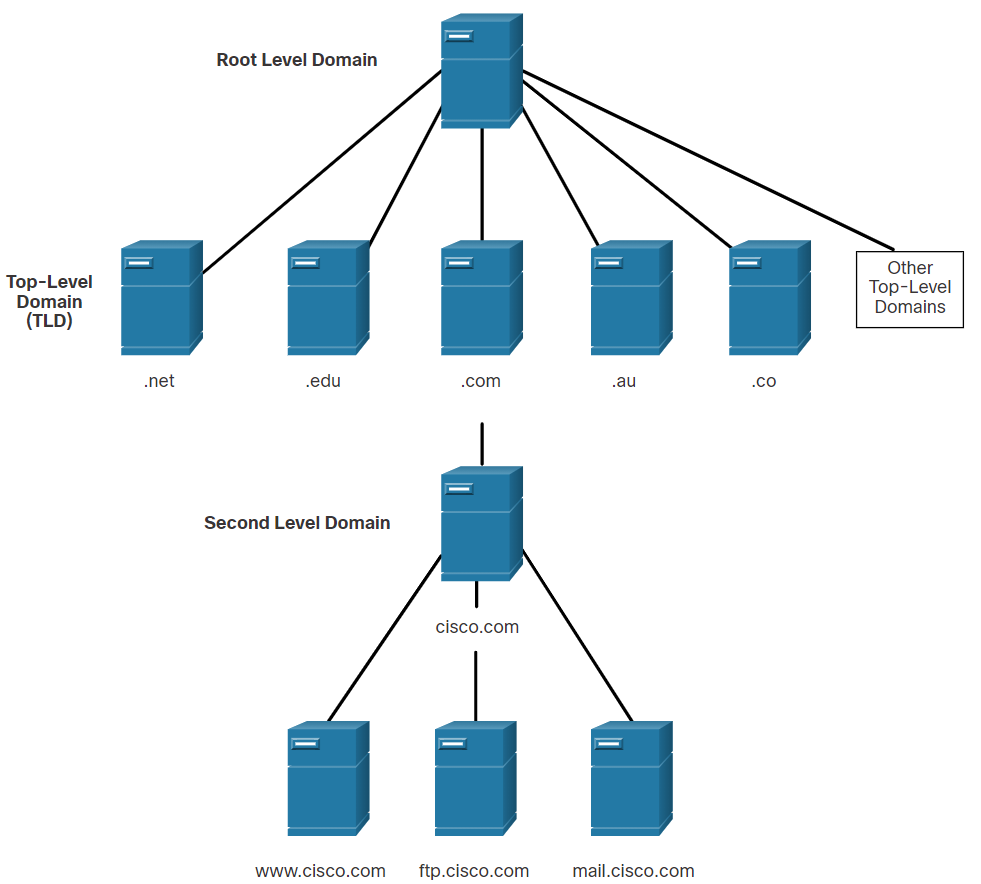 Root Level Domain
Top-Level
Domain
(TLD)
Other
Top-Level
Domains
.net
.edu
.com
.au
.co
Second Level Domain
cisco.com
www.cisco.com
ftp.cisco.com
mail.cisco.com